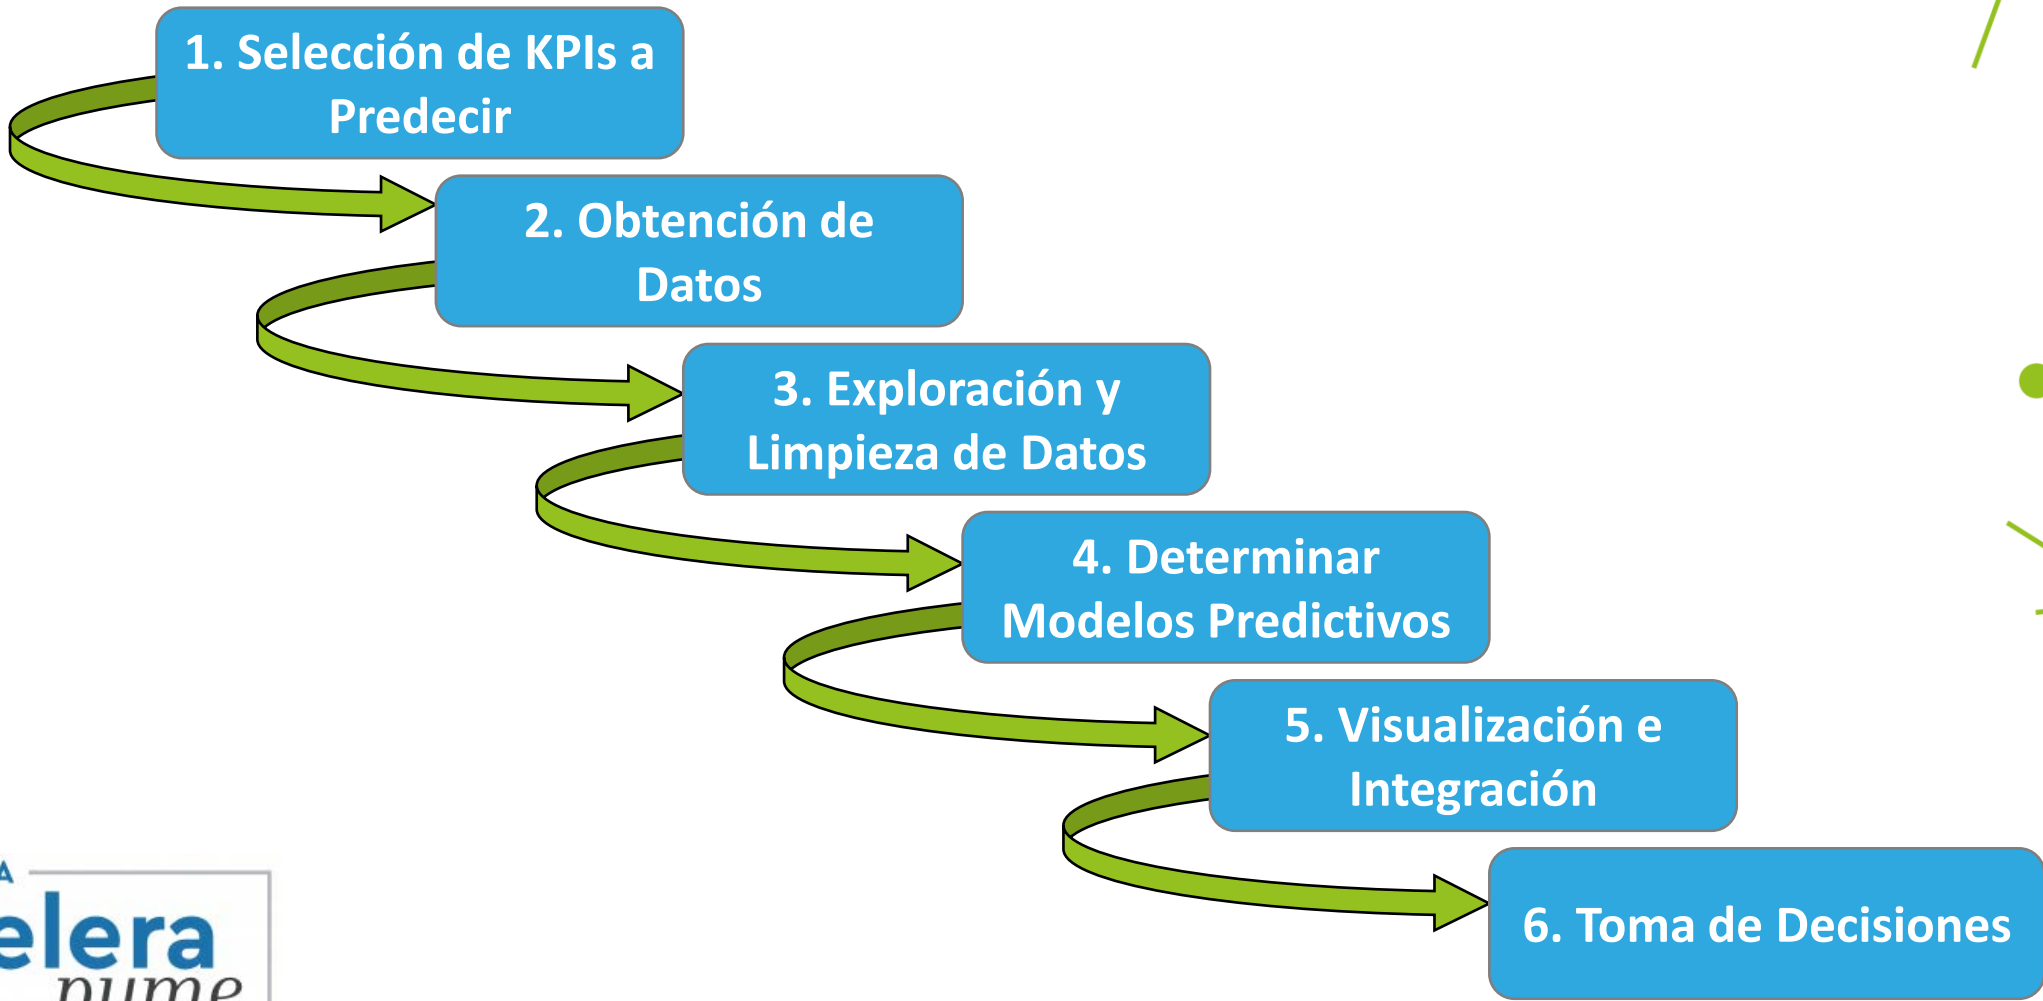 1. Selección de KPIs a
Predecir
2. Obtención de
Datos
3. Exploración y
Limpieza de Datos
4. Determinar
Modelos Predictivos
5. Visualización e
Integración
6. Toma de Decisiones
A
elera
pyme